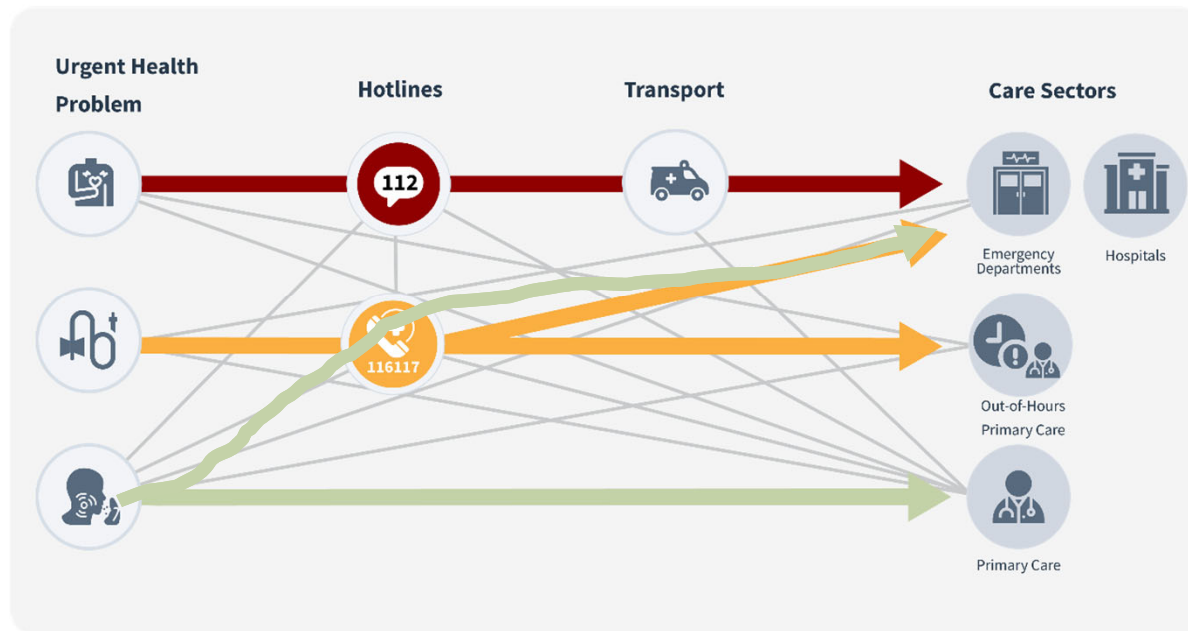 Urgent Health
Problem
Hotlines
Transport
Care Sectors
112
Emergency
Departments
Hospitals
116117
Out-of-Hours
Primary Care
Primary Care